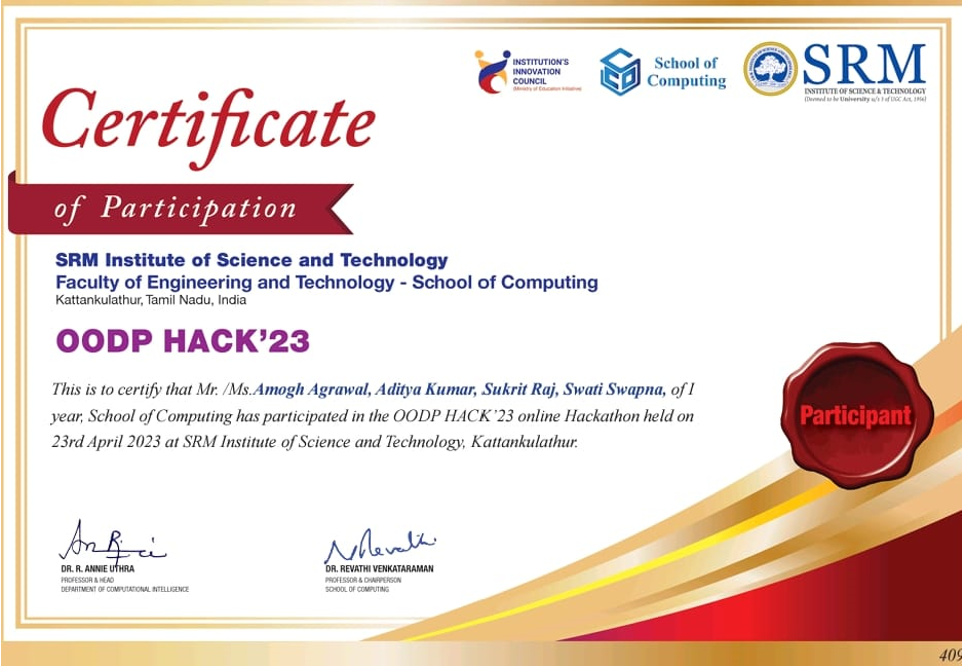 INSTITUTION'S
INNOVATION
COUNCIL
(Ministry of Education Initiative)
School of
Computing
SRM
INSTITUTE OF SCIENCE & TECHNOLOGY
(Deemed to be University u/s 3 of UGC Act, 1956)
Certificate
of Participation
SRM Institute of Science and Technology
Faculty of Engineering and Technology - School of Computing
Kattankulathur, Tamil Nadu, India
OODP HACK'23
This is to certify that Mr. /Ms.Amogh Agrawal, Aditya Kumar, Sukrit Raj, Swati Swapna, of I
year, School of Computing has participated in the OODP HACK'23 online Hackathon held on
23rd April 2023 at SRM Institute of Science and Technology, Kattankulathur.
Participant
DR. R. ANNIE UTHRA
PROFESSOR & HEAD
DEPARTMENT OF COMPUTATIONAL INTELLIGENCE
Revathi
DR. REVATHI VENKATARAMAN
PROFESSOR & CHAIRPERSON
SCHOOL OF COMPUTING
409